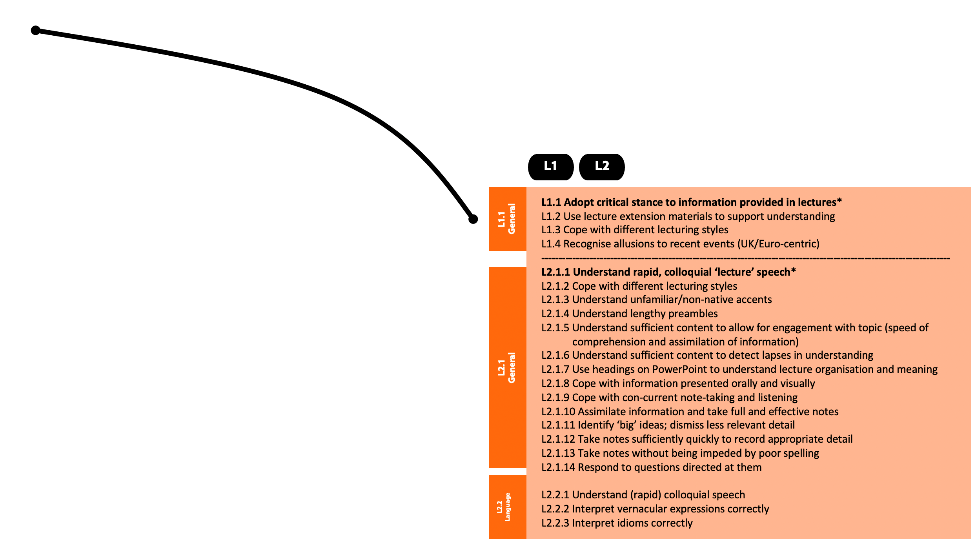 L1 L2
L1.1 General
L1.1 Adopt critical stance to information provided in lectures*
L1.2 Use lecture extension materials to support understanding
L1.3 Cope with different lecturing styles
L1.4 Recognise allusions to recent events (UK/Euro-centric)
L2.1 General
L2.1.1 Understand rapid, colloquial ‘lecture’ speech*
L2.1.2 Cope with different lecturing styles
L2.1.3 Understand unfamiliar/non-native accents
L2.1.4 Understand lengthy preambles
L2.1.5 Understand sufficient content to allow for engagement with topic (speed of
comprehension and assimilation of information)
L2.1.6 Understand sufficient content to detect lapses in understanding
L2.1.7 Use headings on PowerPoint to understand lecture organisation and meaning
L2.1.8 Cope with information presented orally and visually
L2.1.9 Cope with con-current note-taking and listening
L2.1.10 Assimilate information and take full and effective notes
L2.1.11 Identify ‘big’ ideas; dismiss less relevant detail
L2.1.12 Take notes sufficiently quickly to record appropriate detail
L2.1.13 Take notes without being impeded by poor spelling
L2.1.14 Respond to questions directed at them
L2.2 Language
L2.2.1 Understand (rapid) colloquial speech
L2.2.2 Interpret vernacular expressions correctly
L2.2.3 Interpret idioms correctly